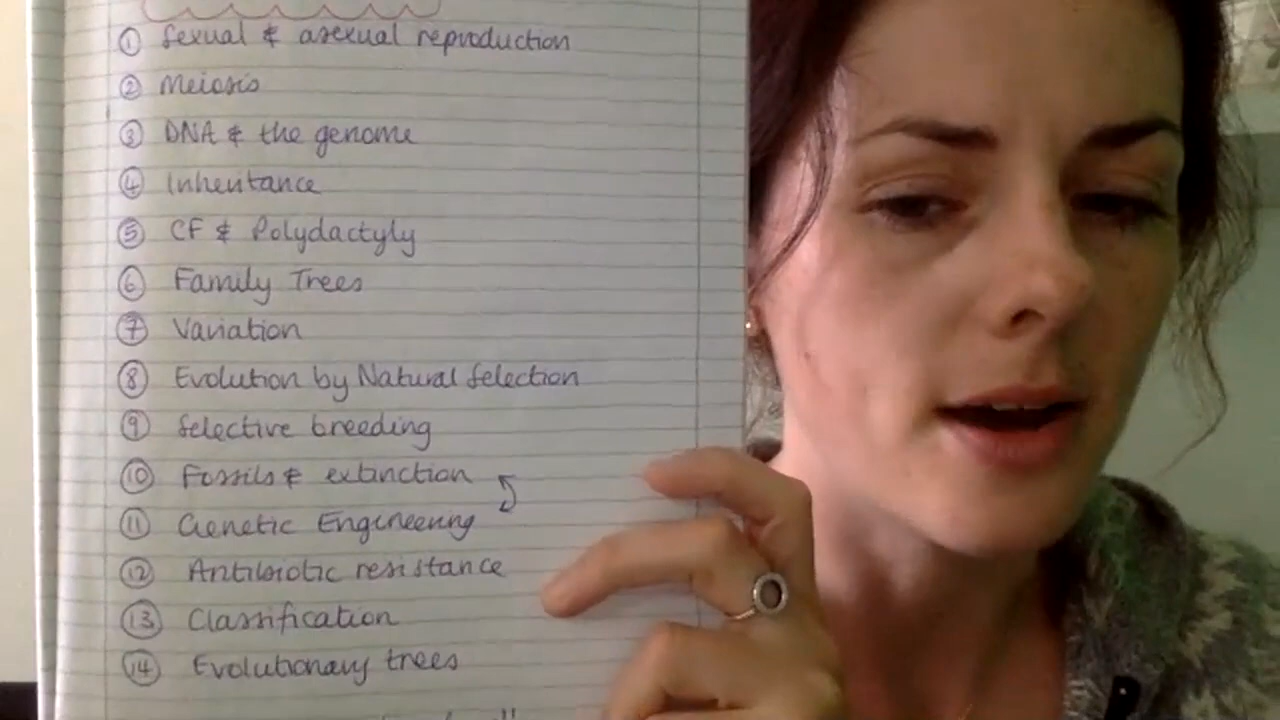 ① Sexual & asexual reproduction
② Meiosis
③ DNA & the genome
④ Inheritance
⑤ CF & Polydactyly
⑥ Family Trees
⑦ Variation
⑧ Evolution by Natural Selection
⑨ Selective breeding
⑩ Fossils & extinction
⑪ Genetic Engineering
⑫ Antibiotic resistance
⑬ Classification
⑭ Evolutionary trees